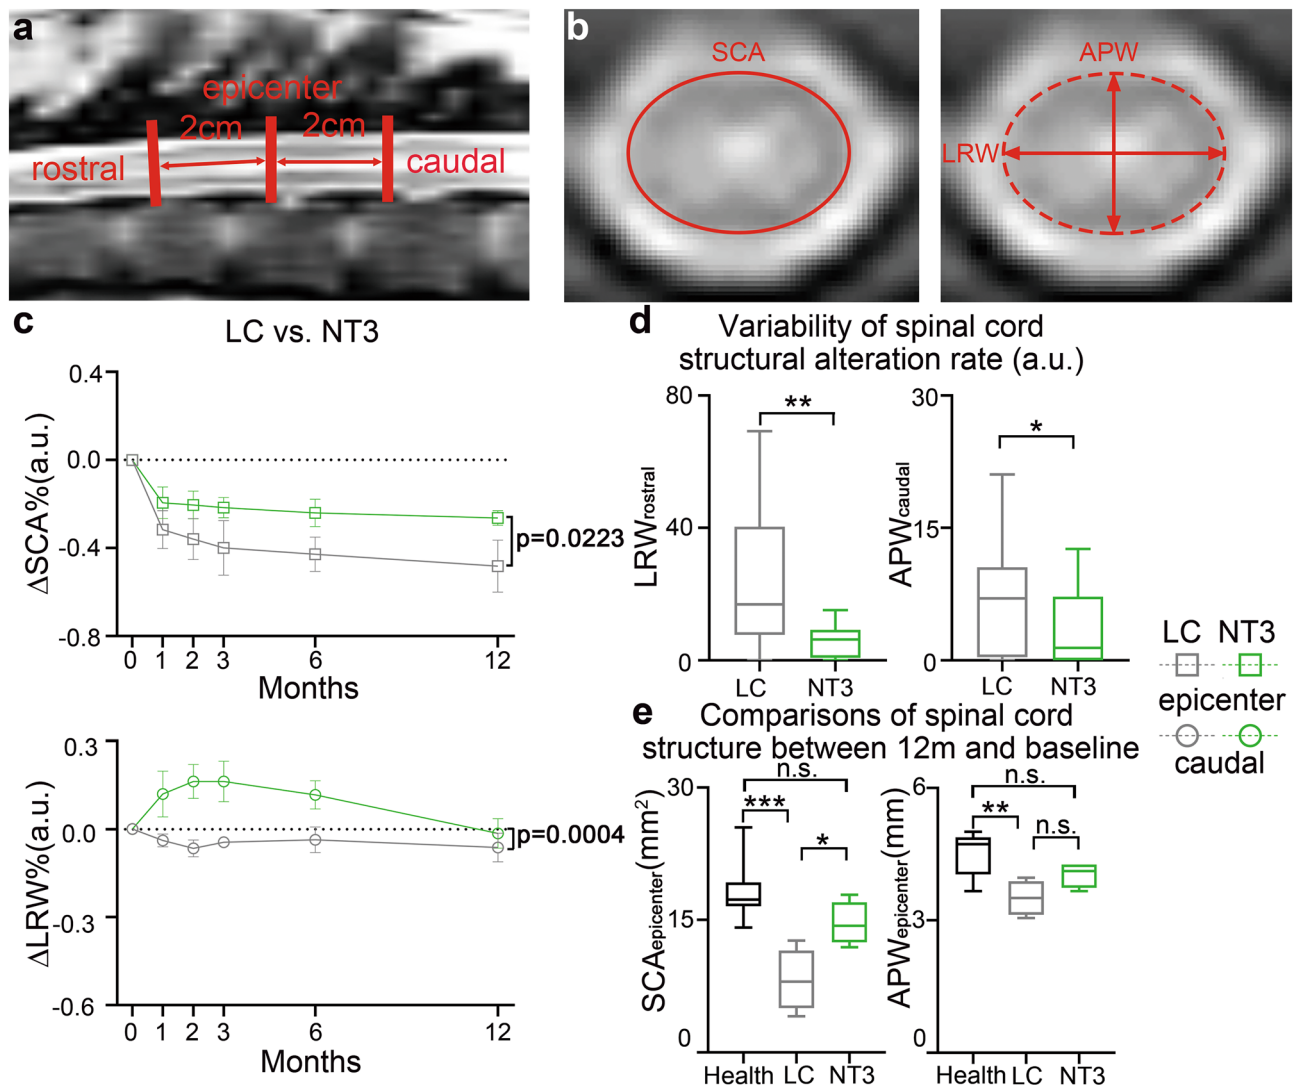 a
epicenter
2cm 2cm
rostral caudal
b
SCA
APW
LRW
c
LC vs. NT3
ΔSCA%(a.u.)
0.4
0.0
-0.4
-0.8
p=0.0223
0 1 2 3 6 12
Months
ΔLRW%(a.u.)
0.3
0.0
-0.3
-0.6
p=0.0004
0 1 2 3 6 12
Months
d
Variability of spinal cord
structural alteration rate (a.u.)
LRWrostral
80
40
0
**
LC NT3
APWcaudal
30
15
0
*
LC NT3
LC NT3
epicenter
caudal
e
Comparisons of spinal cord
structure between 12m and baseline
SCAepicenter(mm²)
30
15
0
n.s.
***
*
Health LC NT3
APWepicenter(mm)
6
3
0
n.s.
**
n.s.
Health LC NT3